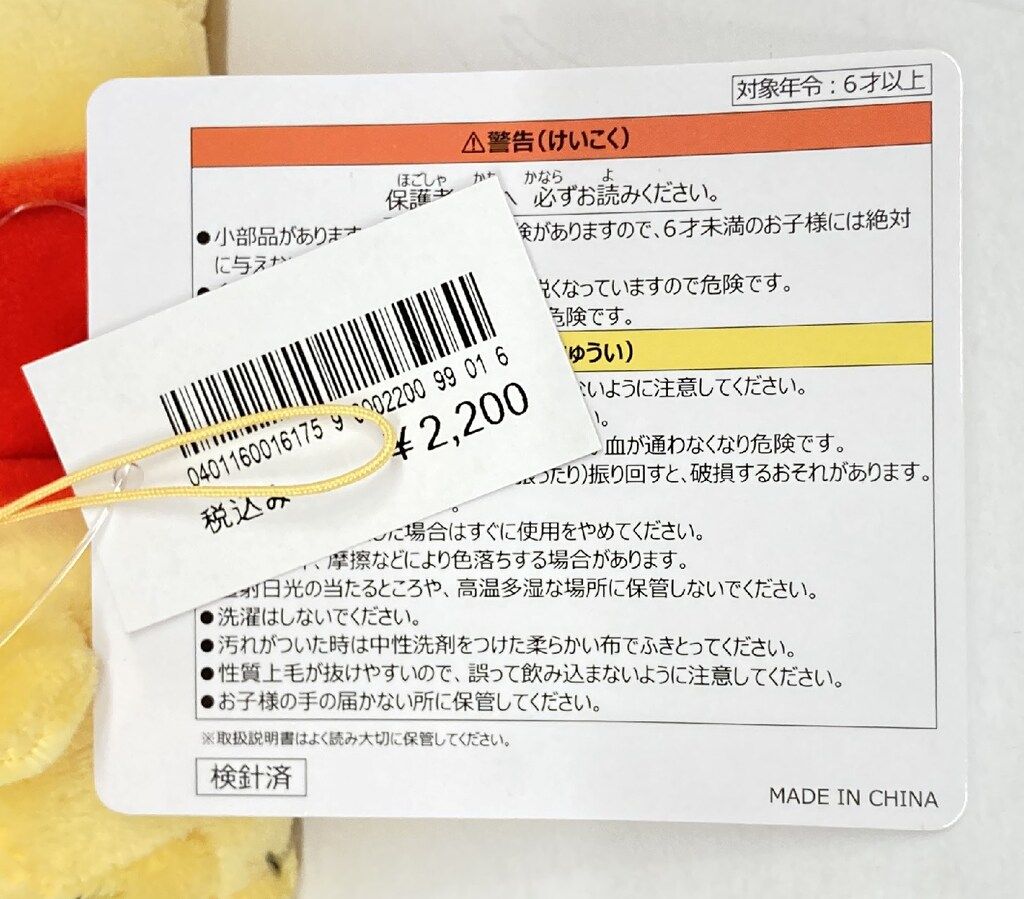 対象年令：6才以上
⚠警告（けいこく）
ほごしゃ かなら よ
保護者 へ 必ずお読みください。
●小部品があります 険がありますので、6才未満のお子様には絶対
に与えな
鋭くなっていますので危険です。
危険です。
ゅうい）
ないように注意してください。
い。
血が通わなくなり危険です。
振り回すと、破損するおそれがあります。
した場合はすぐに使用をやめてください。
、摩擦などにより色落ちする場合があります。
直射日光の当たるところや、高温多湿な場所に保管しないでください。
●洗濯はしないでください。
●汚れがついた時は中性洗剤をつけた柔らかい布でふきとってください。
●性質上毛が抜けやすいので、誤って飲み込まないように注意してください。
●お子様の手の届かない所に保管してください。
※取扱説明書はよく読み大切に保管してください。
検針済
MADE IN CHINA
0401160016175 9 0002200 99 01 6
税込み ¥2,200